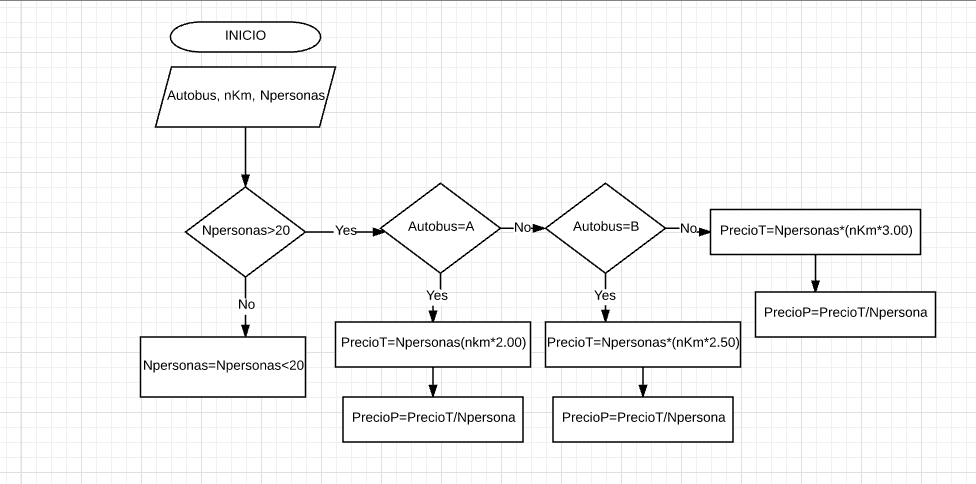 INICIO
Autobus, nKm, Npersonas
Npersonas>20
Yes
Autobus=A
No
Autobus=B
No
PrecioT=Npersonas*(nKm*3.00)
PrecioP=PrecioT/Npersona
No
Yes
Yes
Npersonas=Npersonas<20
PrecioT=Npersonas(nkm*2.00)
PrecioT=Npersonas*(nKm*2.50)
PrecioP=PrecioT/Npersona
PrecioP=PrecioT/Npersona